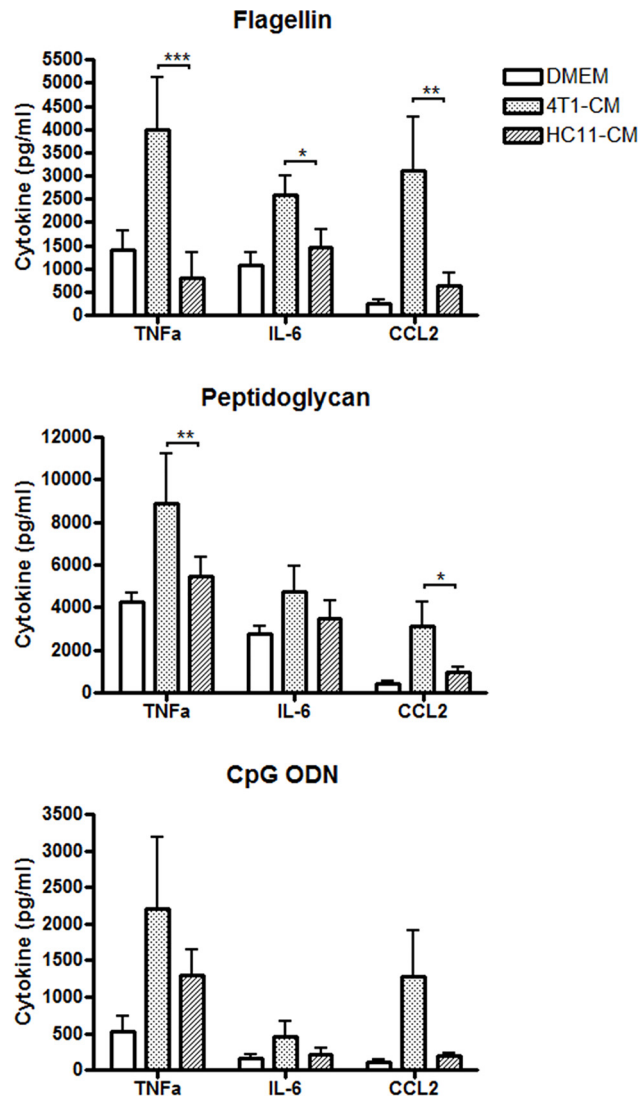 Flagellin
DMEM
4T1-CM
HC11-CM
Cytokine (pg/ml)
5500
5000
4500
4000
3500
3000
2500
2000
1500
1000
500
0
***
*
**
TNFa IL-6 CCL2
Peptidoglycan
Cytokine (pg/ml)
12000
10000
8000
6000
4000
2000
0
**
*
TNFa IL-6 CCL2
CpG ODN
Cytokine (pg/ml)
3500
3000
2500
2000
1500
1000
500
0
TNFa IL-6 CCL2